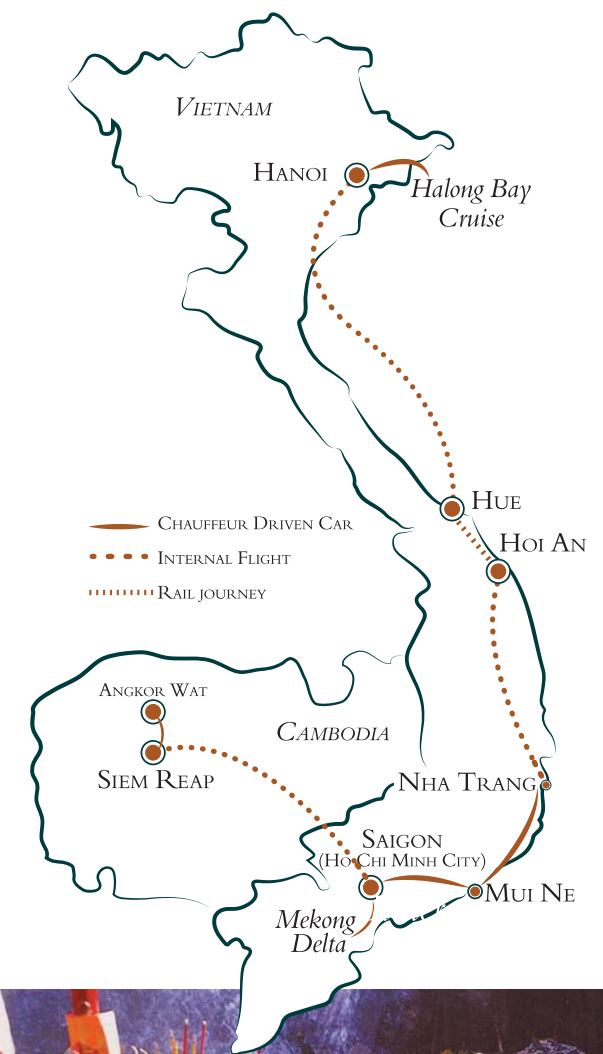 VIETNAM
HANOI
Halong Bay
Cruise
HUE
HOI AN
CHAUFFEUR DRIVEN CAR
INTERNAL FLIGHT
RAIL JOURNEY
ANGKOR WAT
CAMBODIA
SIEM REAP
NHA TRANG
SAIGON
(HO CHI MINH CITY)
MUI NE
Mekong
Delta